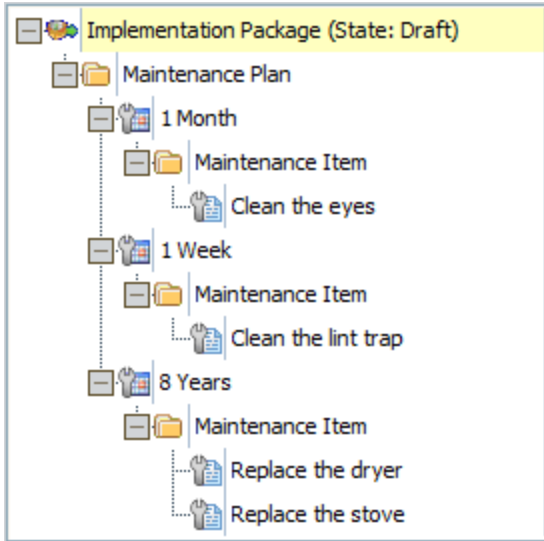 Implementation Package (State: Draft)
Maintenance Plan
1 Month
Maintenance Item
Clean the eyes
1 Week
Maintenance Item
Clean the lint trap
8 Years
Maintenance Item
Replace the dryer
Replace the stove